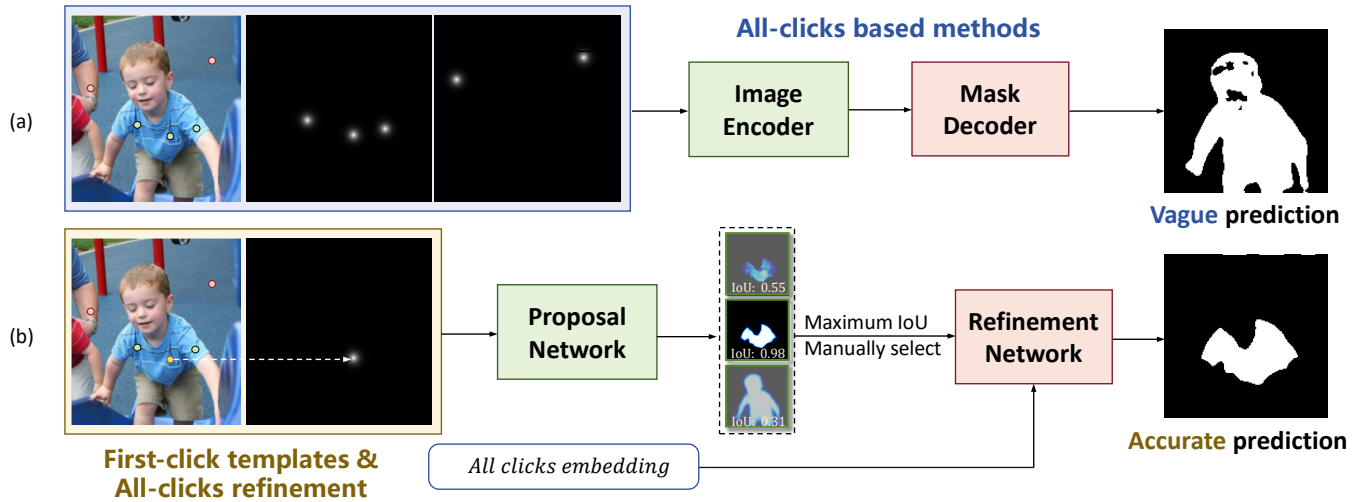 All-clicks based methods
(a)
Image
Encoder
Mask
Decoder
Vague prediction
(b)
Proposal
Network
IoU: 0.55
IoU: 0.98
IoU: 0.31
Maximum IoU
Manually select
Refinement
Network
Accurate prediction
First-click templates &
All-clicks refinement
All clicks embedding